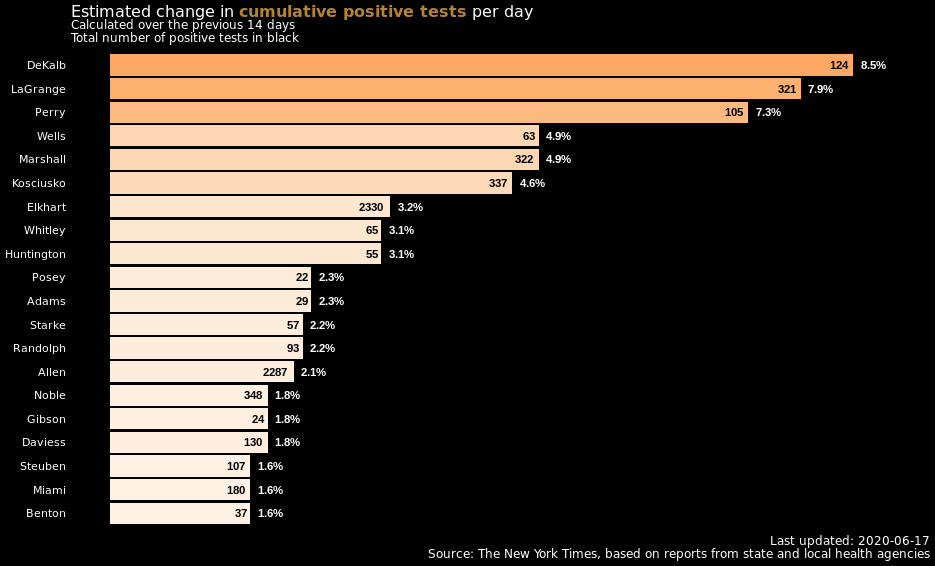 Estimated change in cumulative positive tests per day
Calculated over the previous 14 days
Total number of positive tests in black
DeKalb 124 8.5%
LaGrange 321 7.9%
Perry 105 7.3%
Wells 63 4.9%
Marshall 322 4.9%
Kosciusko 337 4.6%
Elkhart 2330 3.2%
Whitley 65 3.1%
Huntington 55 3.1%
Posey 22 2.3%
Adams 29 2.3%
Starke 57 2.2%
Randolph 93 2.2%
Allen 2287 2.1%
Noble 348 1.8%
Gibson 24 1.8%
Daviess 130 1.8%
Steuben 107 1.6%
Miami 180 1.6%
Benton 37 1.6%
Last updated: 2020-06-17
Source: The New York Times, based on reports from state and local health agencies